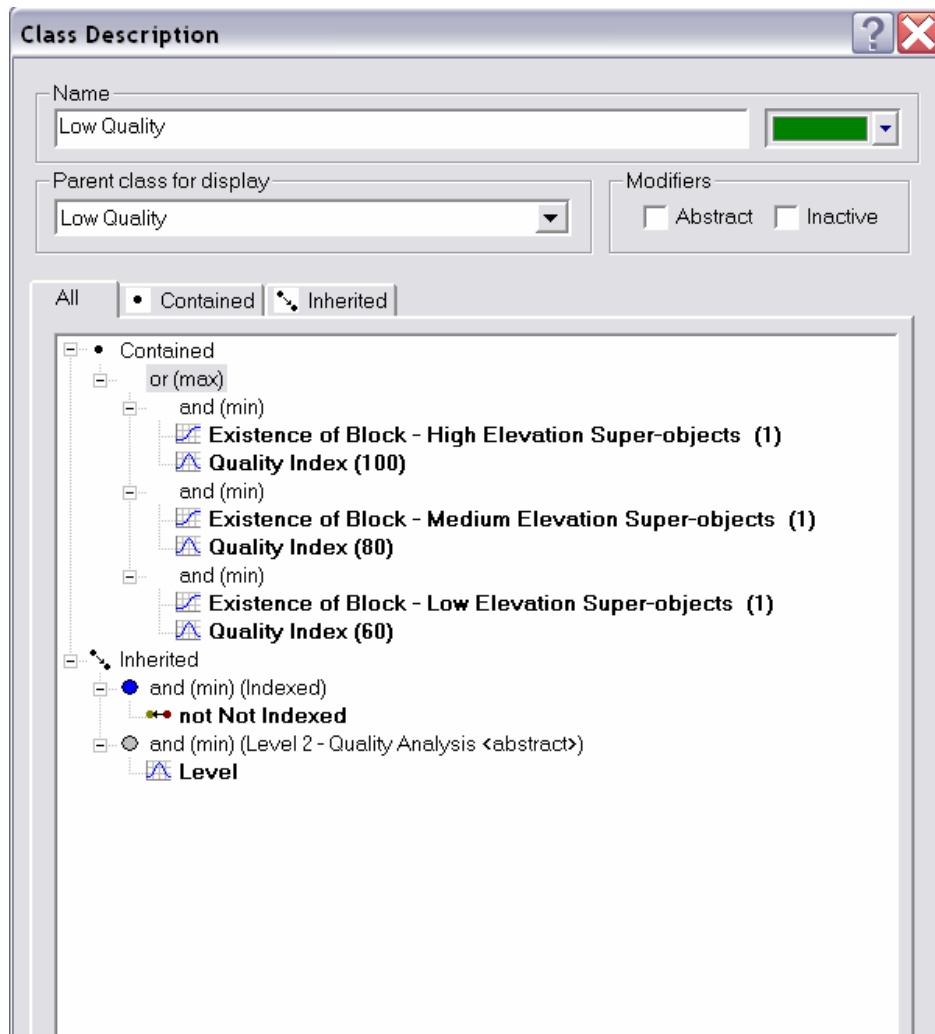 Class Description
?
Name
Low Quality
Parent class for display
Modifiers
Low Quality
Abstract
Inactive
All
Contained
Inherited
Contained
or (max)
and (min)
Existence of Block - High Elevation Super-objects (1)
Quality Index (100)
and (min)
Existence of Block - Medium Elevation Super-objects (1)
Quality Index (80)
and (min)
Existence of Block - Low Elevation Super-objects (1)
Quality Index (60)
Inherited
and (min) (Indexed)
not Not Indexed
and (min) (Level 2 - Quality Analysis <abstract>)
Level